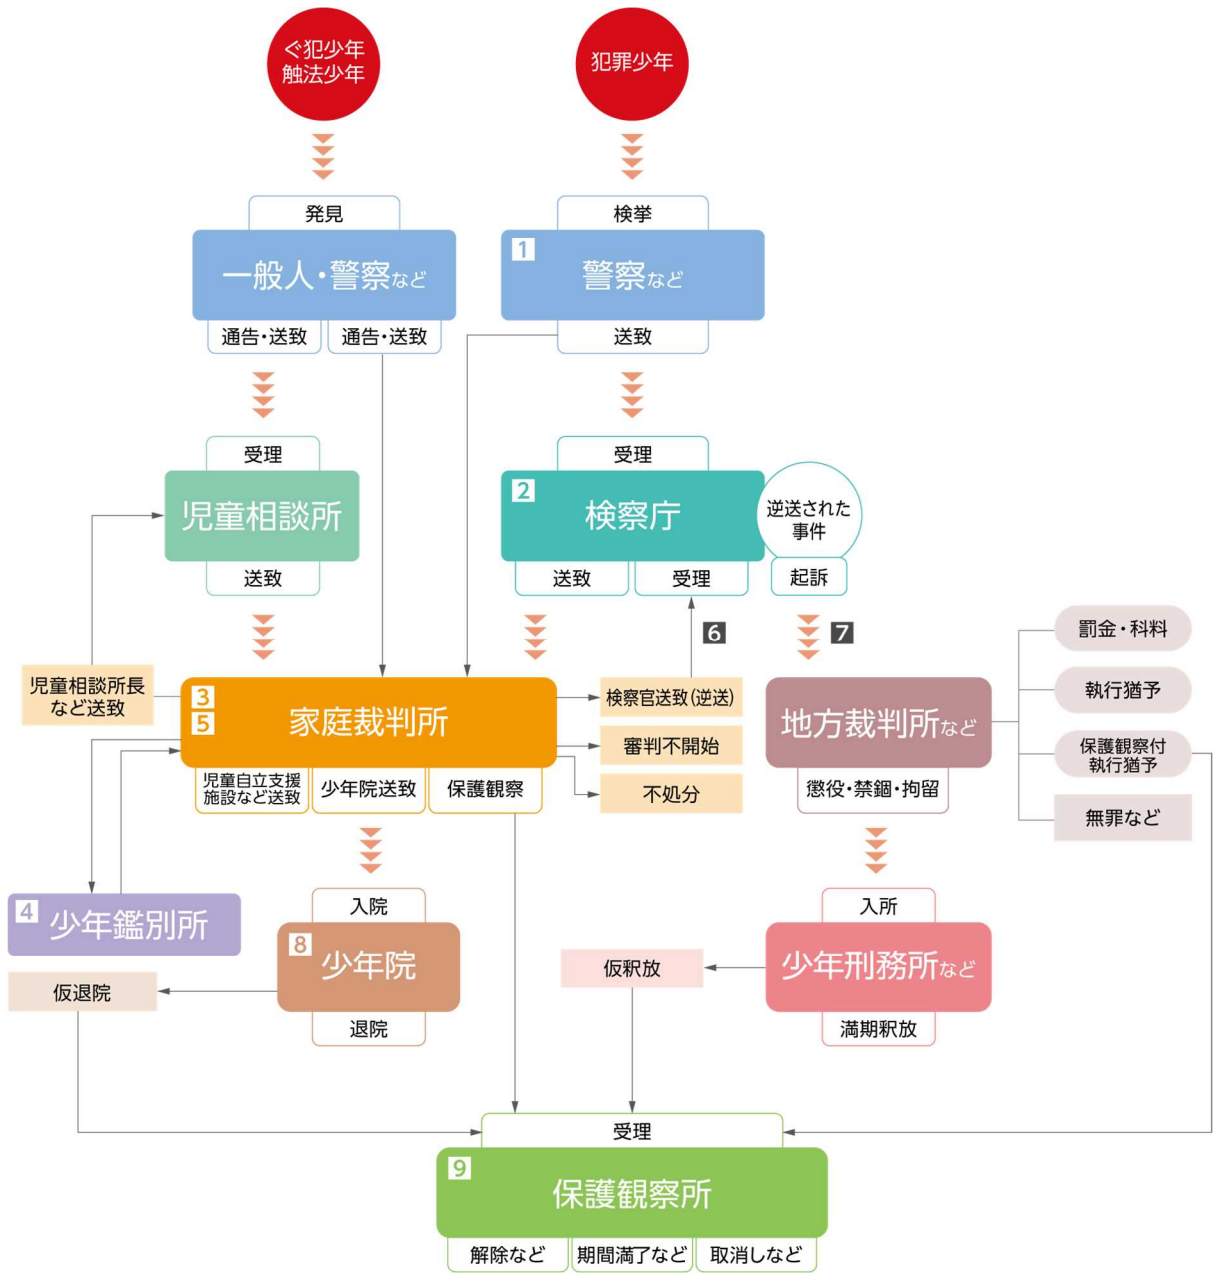 ぐ犯少年
触法少年
犯罪少年
発見
一般人・警察など
通告・送致
通告・送致
検挙
1
警察など
送致
受理
児童相談所
送致
受理
2
検察庁
送致
受理
逆送された
事件
起訴
6
7
児童相談所長
など送致
3
5
家庭裁判所
児童自立支援
施設など送致
少年院送致
保護観察
検察官送致(逆送)
審判不開始
不処分
地方裁判所など
懲役・禁錮・拘留
罰金・科料
執行猶予
保護観察付
執行猶予
無罪など
4
少年鑑別所
入院
8
少年院
退院
仮退院
入所
少年刑務所など
満期釈放
仮釈放
受理
9
保護観察所
解除など
期間満了など
取消しなど